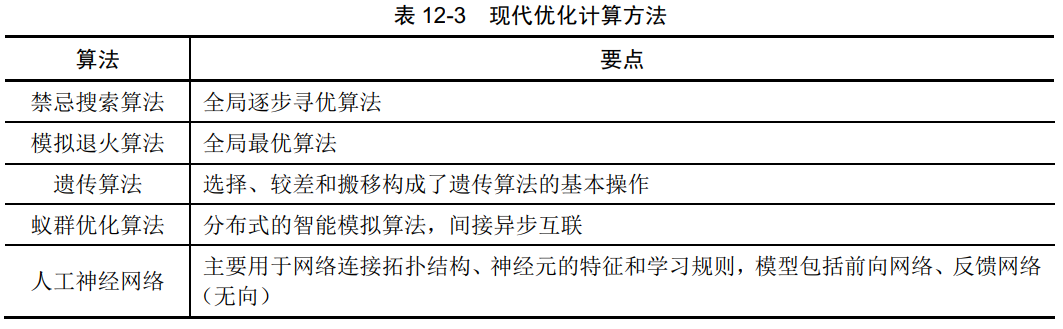 表 12-3 现代优化计算方法
算法 要点
禁忌搜索算法 全局逐步寻优算法
模拟退火算法 全局最优算法
遗传算法 选择、较差和搬移构成了遗传算法的基本操作
蚁群优化算法 分布式的智能模拟算法，间接异步互联
人工神经网络 主要用于网络连接拓扑结构、神经元的特征和学习规则，模型包括前向网络、反馈网络
（无向）